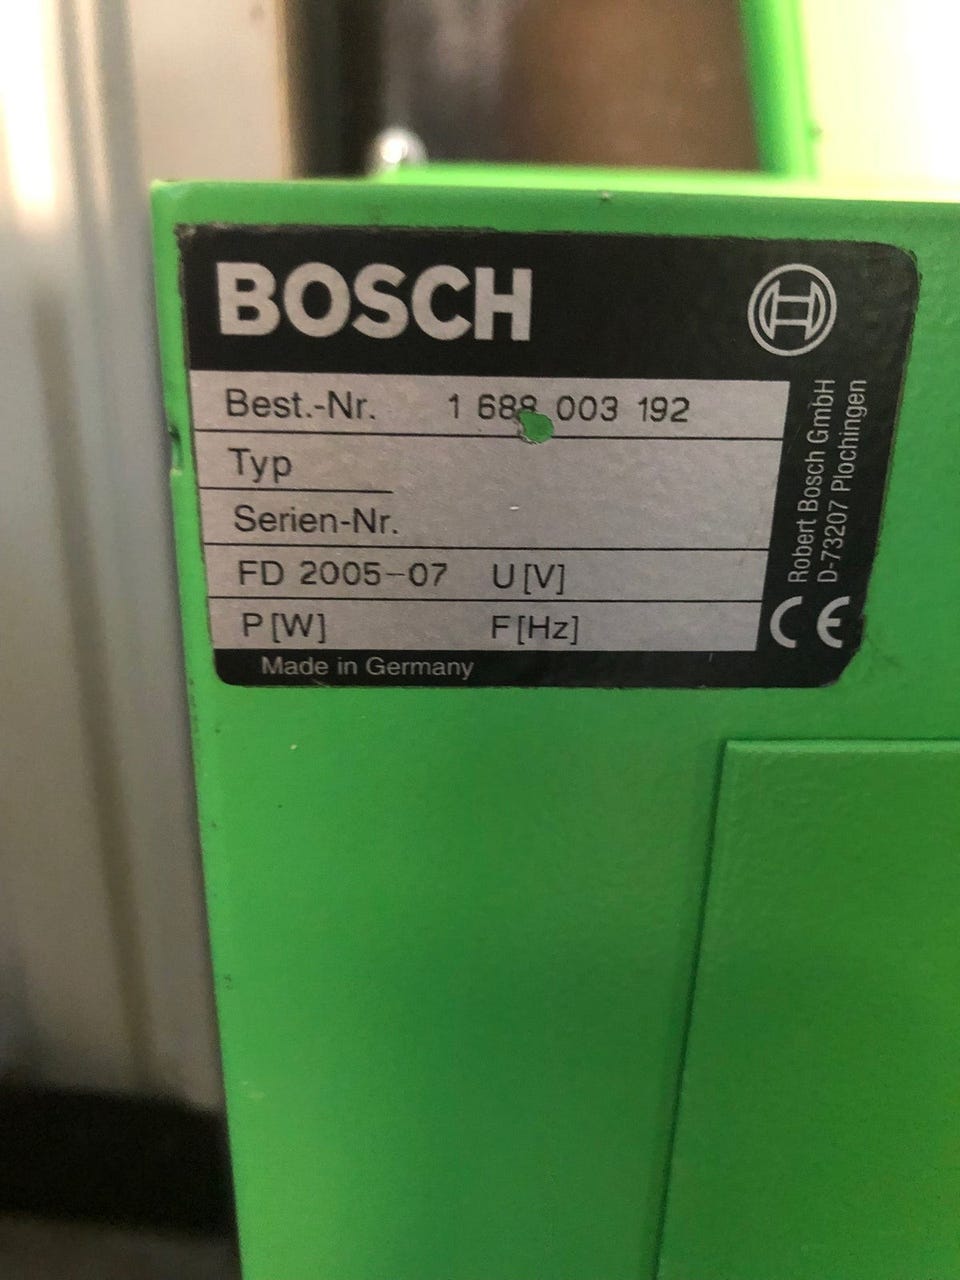 BOSCH
Best.-Nr. 1 688 003 192
Typ
Serien-Nr.
FD 2005-07 U[V]
P[W] F[Hz]
Made in Germany
Robert Bosch GmbH
D-73207 Plochingen
CE